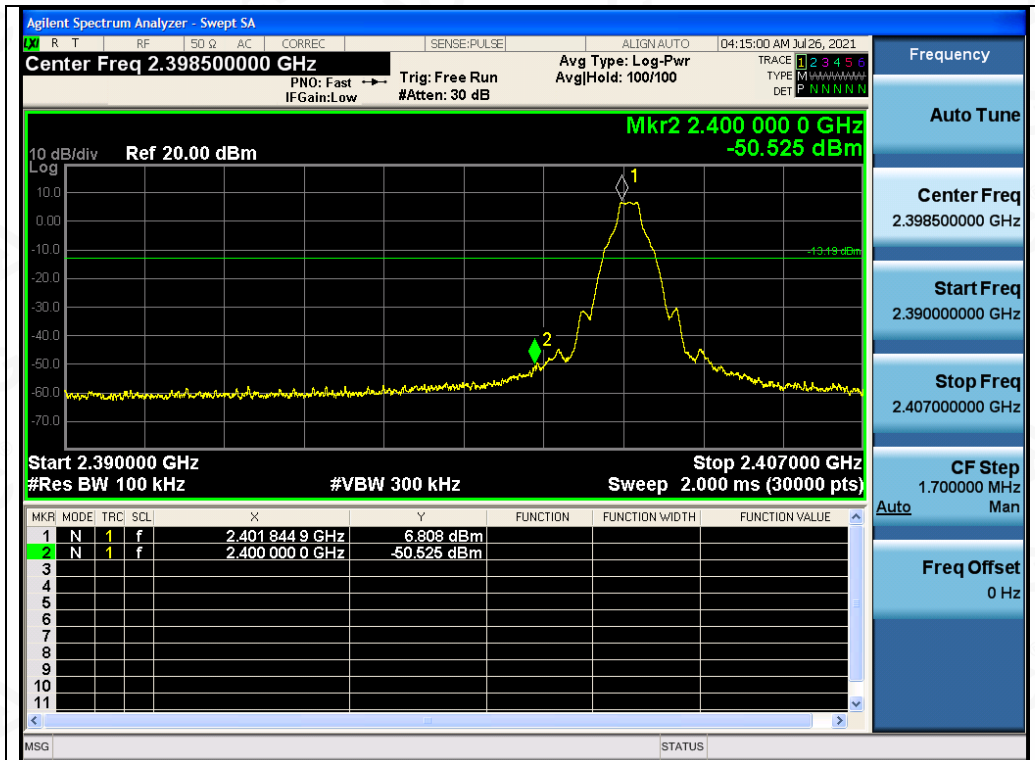 Agilent Spectrum Analyzer - Swept SA
LXI R T RF 50 Ω AC CORREC SENSE:PULSE ALIGN AUTO 04:15:00 AM Jul 26, 2021
Center Freq 2.398500000 GHz
PNO: Fast
IFGain:Low
Trig: Free Run
#Atten: 30 dB
Avg Type: Log-Pwr
Avg|Hold: 100/100
TRACE 1 2 3 4 5 6
TYPE M WWWWW
DET P N N N N N
Mkr2 2.400 000 0 GHz
-50.525 dBm
10 dB/div Ref 20.00 dBm
Log
10.0
0.00
-10.0
-20.0
-30.0
-40.0
-50.0
-60.0
-70.0
1
-13.19 dBm
2
Start 2.390000 GHz Stop 2.407000 GHz
#Res BW 100 kHz #VBW 300 kHz Sweep 2.000 ms (30000 pts)
MKR MODE TRC SCL X Y FUNCTION FUNCTION WIDTH FUNCTION VALUE
1 N 1 f 2.401 844 9 GHz 6.808 dBm
2 N 1 f 2.400 000 0 GHz -50.525 dBm
3
4
5
6
7
8
9
10
11
MSG STATUS
Frequency
Auto Tune
Center Freq
2.398500000 GHz
Start Freq
2.390000000 GHz
Stop Freq
2.407000000 GHz
CF Step
1.700000 MHz
Auto Man
Freq Offset
0 Hz